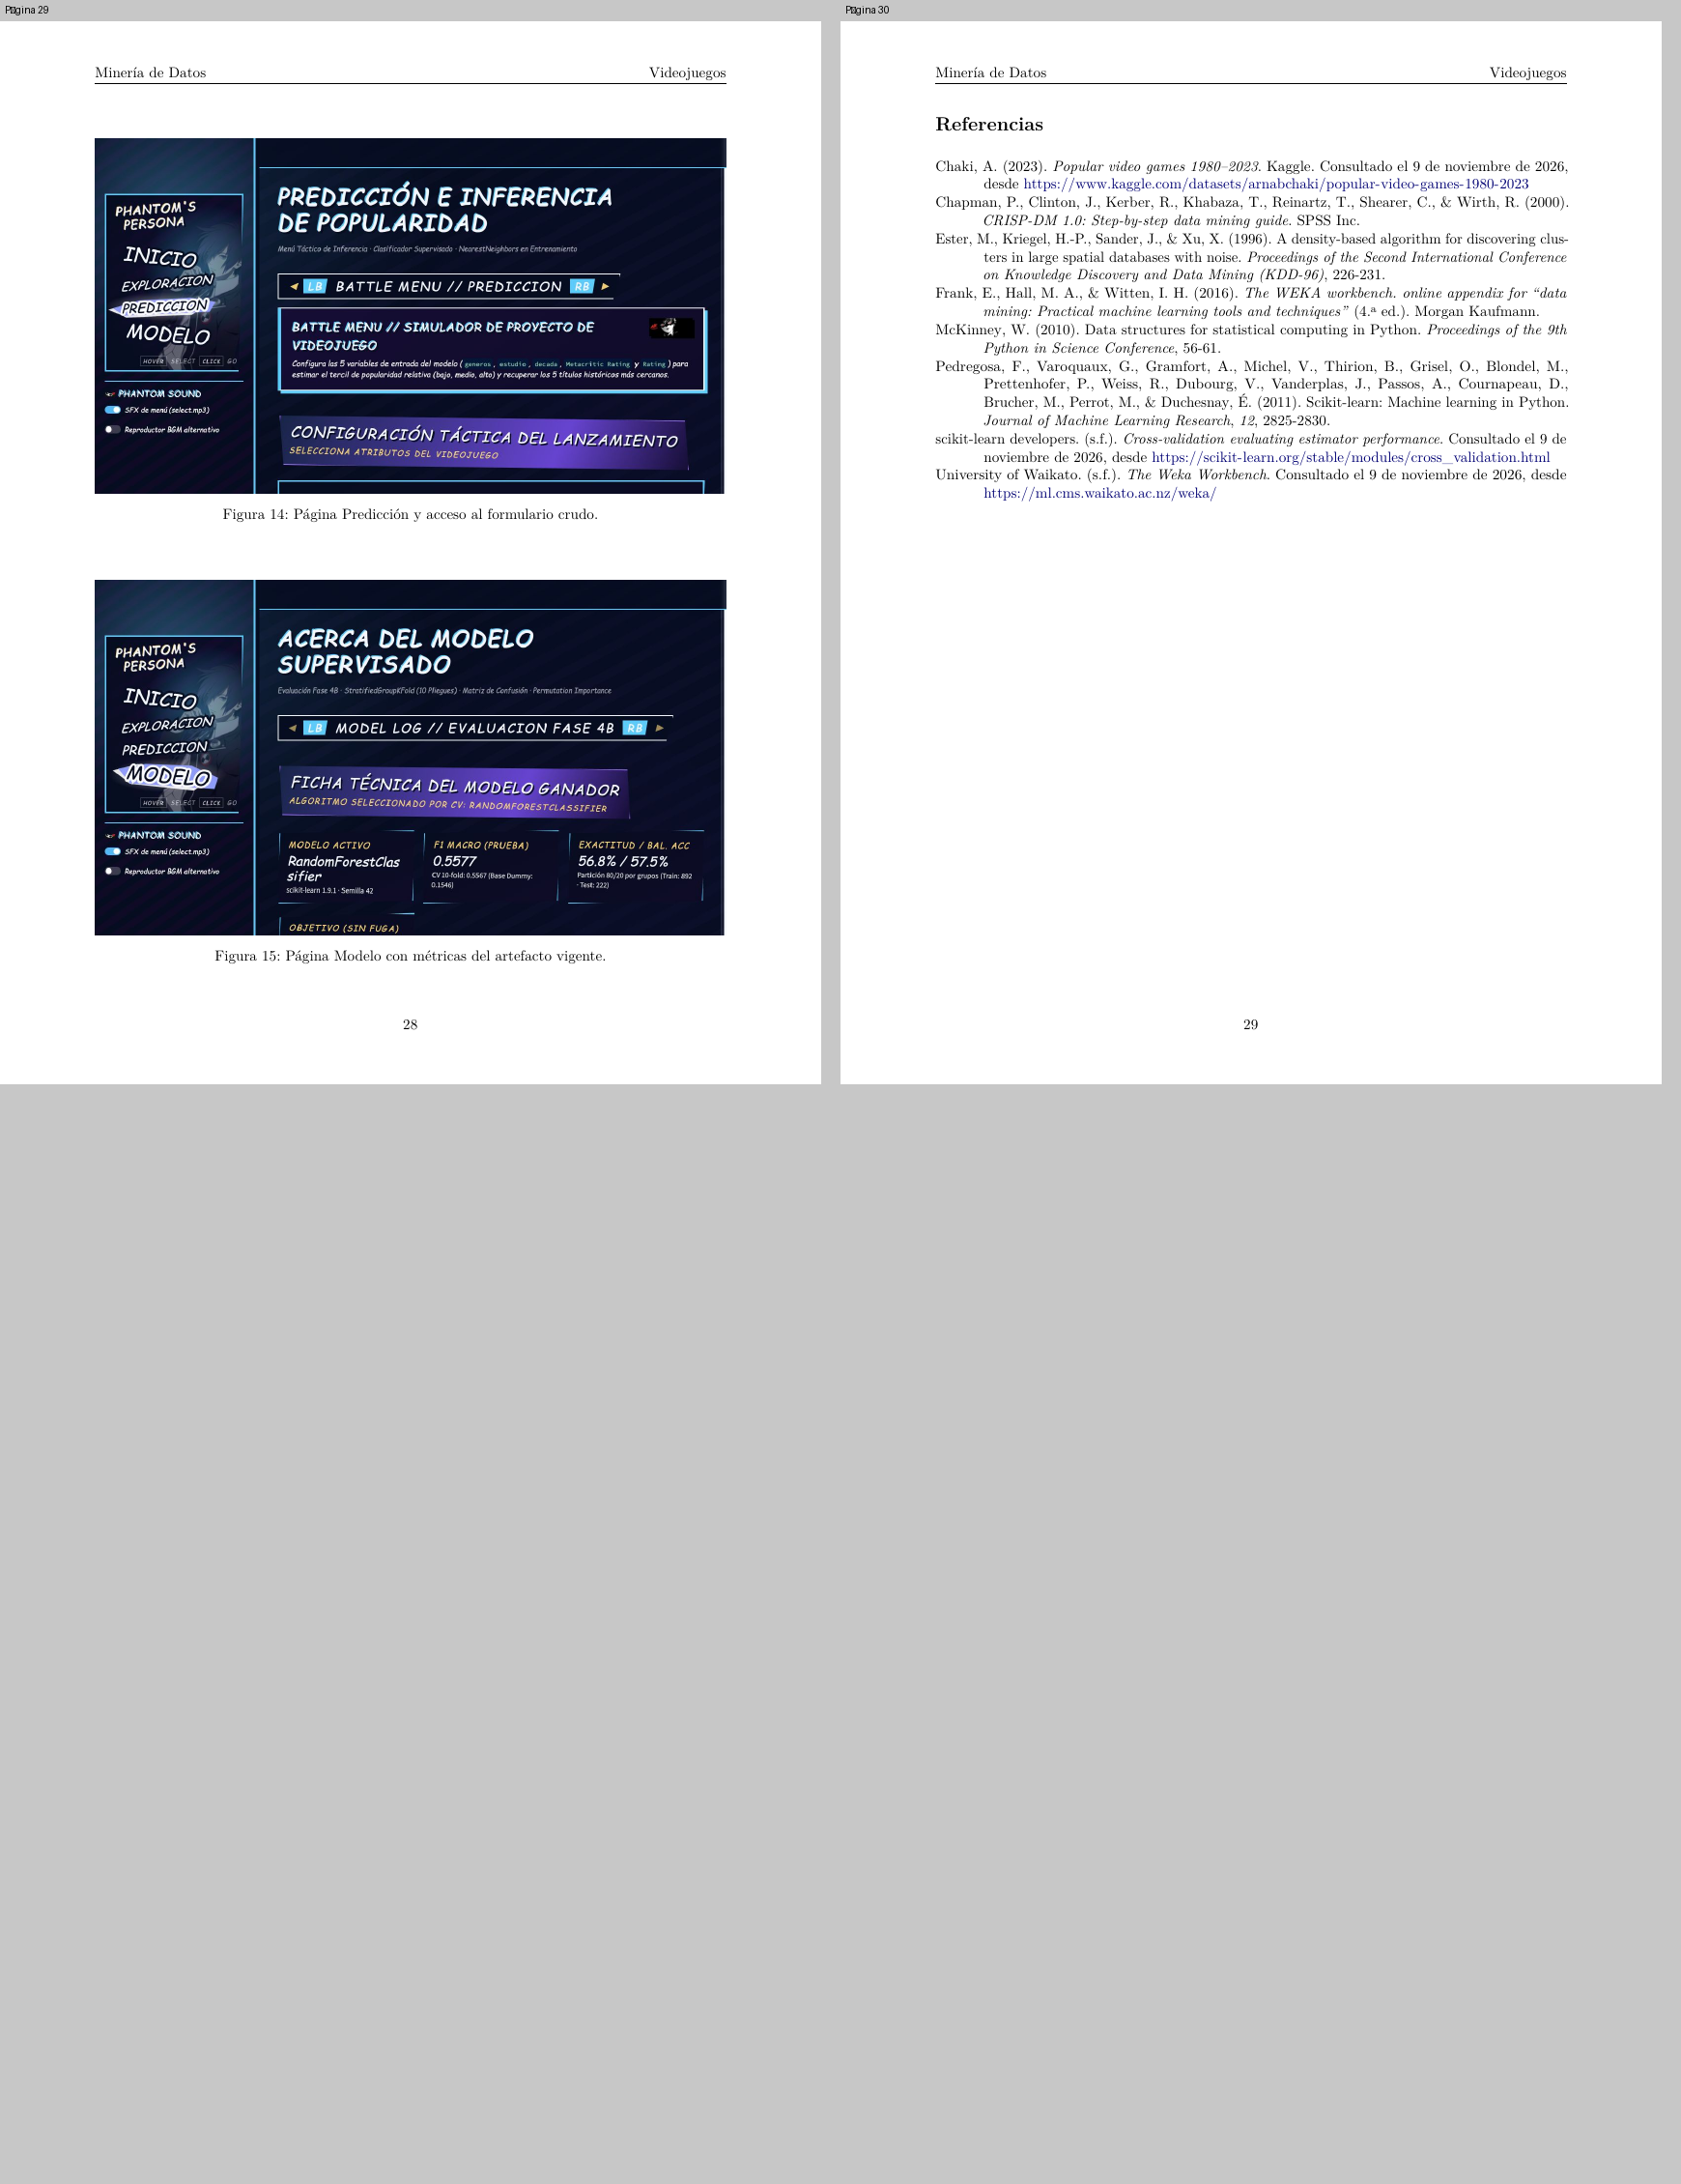 Página 29
Minería de Datos Videojuegos
PHANTOM'S
PERSONA
INICIO
EXPLORACION
PREDICCION
MODELO
HOVER SELECT CLICK GO
PHANTOM SOUND
SFX de menú (select.mp3)
Reproductor BGM alternativo
PREDICCIÓN E INFERENCIA
DE POPULARIDAD
Menú Táctico de Inferencia · Clasificador Supervisado · NearestNeighbors en Entrenamiento
◄ LB BATTLE MENU // PREDICCION RB ►
BATTLE MENU // SIMULADOR DE PROYECTO DE
VIDEOJUEGO
Configura las 5 variables de entrada del modelo ( generos , estudio , decada , Metacritic Rating y Rating ) para
estimar el tercil de popularidad relativa (bajo, medio, alto) y recuperar los 5 títulos históricos más cercanos.
CONFIGURACIÓN TÁCTICA DEL LANZAMIENTO
SELECCIONA ATRIBUTOS DEL VIDEOJUEGO
Figura 14: Página Predicción y acceso al formulario crudo.
PHANTOM'S
PERSONA
INICIO
EXPLORACION
PREDICCION
MODELO
HOVER SELECT CLICK GO
PHANTOM SOUND
SFX de menú (select.mp3)
Reproductor BGM alternativo
ACERCA DEL MODELO
SUPERVISADO
Evaluación Fase 4B · StratifiedGroupKFold (10 Pliegues) · Matriz de Confusión · Permutation Importance
◄ LB MODEL LOG // EVALUACION FASE 4B RB ►
FICHA TÉCNICA DEL MODELO GANADOR
ALGORITMO SELECCIONADO POR CV: RANDOMFORESTCLASSIFIER
MODELO ACTIVO
RandomForestClas
sifier
scikit-learn 1.9.1 · Semilla 42
F1 MACRO (PRUEBA)
0.5577
CV 10-fold: 0.5567 (Base Dummy:
0.1546)
EXACTITUD / BAL. ACC
56.8% / 57.5%
Partición 80/20 por grupos (Train: 892
· Test: 222)
OBJETIVO (SIN FUGA)
Figura 15: Página Modelo con métricas del artefacto vigente.
28
Página 30
Minería de Datos Videojuegos
Referencias
Chaki, A. (2023). Popular video games 1980–2023. Kaggle. Consultado el 9 de noviembre de 2026,
desde https://www.kaggle.com/datasets/arnabchaki/popular-video-games-1980-2023
Chapman, P., Clinton, J., Kerber, R., Khabaza, T., Reinartz, T., Shearer, C., & Wirth, R. (2000).
CRISP-DM 1.0: Step-by-step data mining guide. SPSS Inc.
Ester, M., Kriegel, H.-P., Sander, J., & Xu, X. (1996). A density-based algorithm for discovering clus-
ters in large spatial databases with noise. Proceedings of the Second International Conference
on Knowledge Discovery and Data Mining (KDD-96), 226-231.
Frank, E., Hall, M. A., & Witten, I. H. (2016). The WEKA workbench. online appendix for “data
mining: Practical machine learning tools and techniques” (4.ª ed.). Morgan Kaufmann.
McKinney, W. (2010). Data structures for statistical computing in Python. Proceedings of the 9th
Python in Science Conference, 56-61.
Pedregosa, F., Varoquaux, G., Gramfort, A., Michel, V., Thirion, B., Grisel, O., Blondel, M.,
Prettenhofer, P., Weiss, R., Dubourg, V., Vanderplas, J., Passos, A., Cournapeau, D.,
Brucher, M., Perrot, M., & Duchesnay, É. (2011). Scikit-learn: Machine learning in Python.
Journal of Machine Learning Research, 12, 2825-2830.
scikit-learn developers. (s.f.). Cross-validation evaluating estimator performance. Consultado el 9 de
noviembre de 2026, desde https://scikit-learn.org/stable/modules/cross_validation.html
University of Waikato. (s.f.). The Weka Workbench. Consultado el 9 de noviembre de 2026, desde
https://ml.cms.waikato.ac.nz/weka/
29